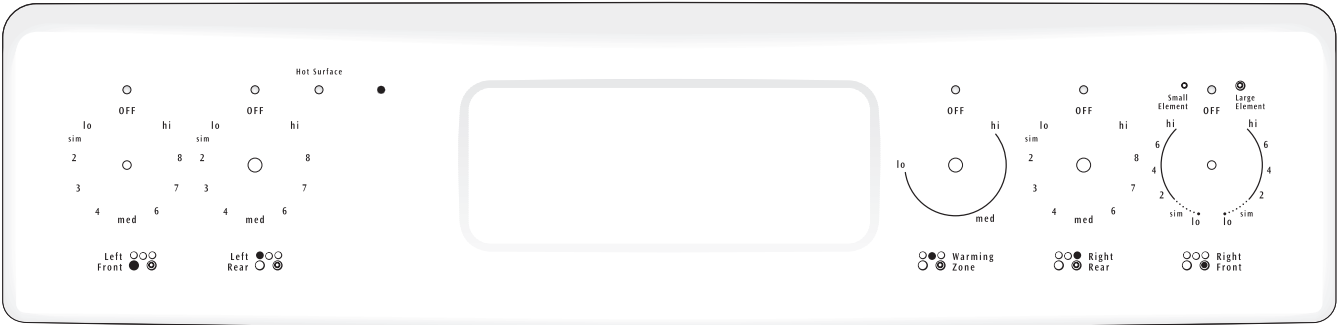 Hot Surface
OFF
lo
hi
sim
2
8
3
7
4
6
med
Left
Front
OFF
lo
hi
sim
2
8
3
7
4
6
med
Left
Rear
OFF
hi
lo
med
Warming
Zone
OFF
lo
hi
sim
2
8
3
7
4
6
med
Right
Rear
Small
Element
OFF
Large
Element
hi
hi
6
6
4
4
2
2
sim
sim
lo
lo
Right
Front